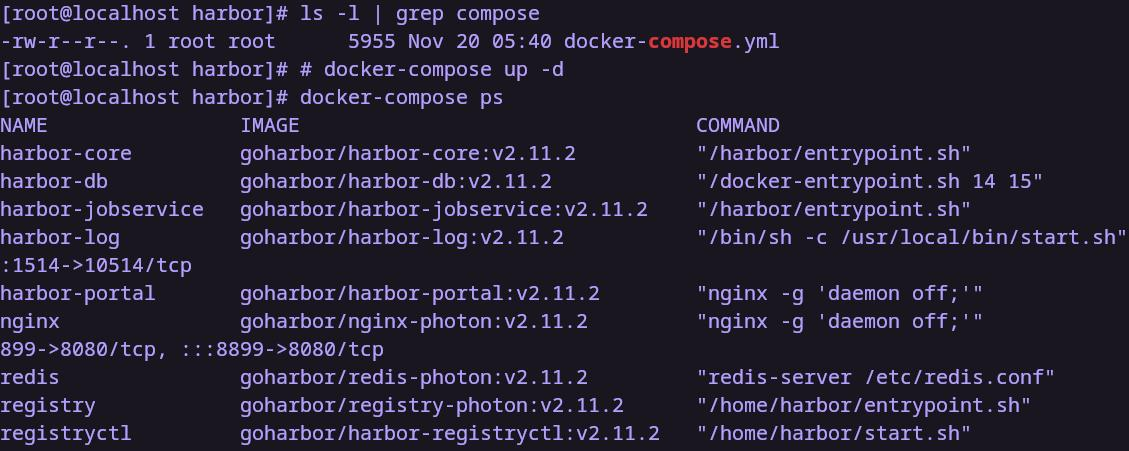 [root@localhost harbor]# ls -l | grep compose
-rw-r--r--. 1 root root      5955 Nov 20 05:40 docker-compose.yml
[root@localhost harbor]# # docker-compose up -d
[root@localhost harbor]# docker-compose ps
NAME                IMAGE                                 COMMAND
harbor-core         goharbor/harbor-core:v2.11.2          "/harbor/entrypoint.sh"
harbor-db           goharbor/harbor-db:v2.11.2            "/docker-entrypoint.sh 14 15"
harbor-jobservice   goharbor/harbor-jobservice:v2.11.2    "/harbor/entrypoint.sh"
harbor-log          goharbor/harbor-log:v2.11.2           "/bin/sh -c /usr/local/bin/start.sh"
:1514->10514/tcp
harbor-portal       goharbor/harbor-portal:v2.11.2        "nginx -g 'daemon off;'"
nginx               goharbor/nginx-photon:v2.11.2         "nginx -g 'daemon off;'"
899->8080/tcp, :::8899->8080/tcp
redis               goharbor/redis-photon:v2.11.2         "redis-server /etc/redis.conf"
registry            goharbor/registry-photon:v2.11.2      "/home/harbor/entrypoint.sh"
registryctl         goharbor/harbor-registryctl:v2.11.2   "/home/harbor/start.sh"